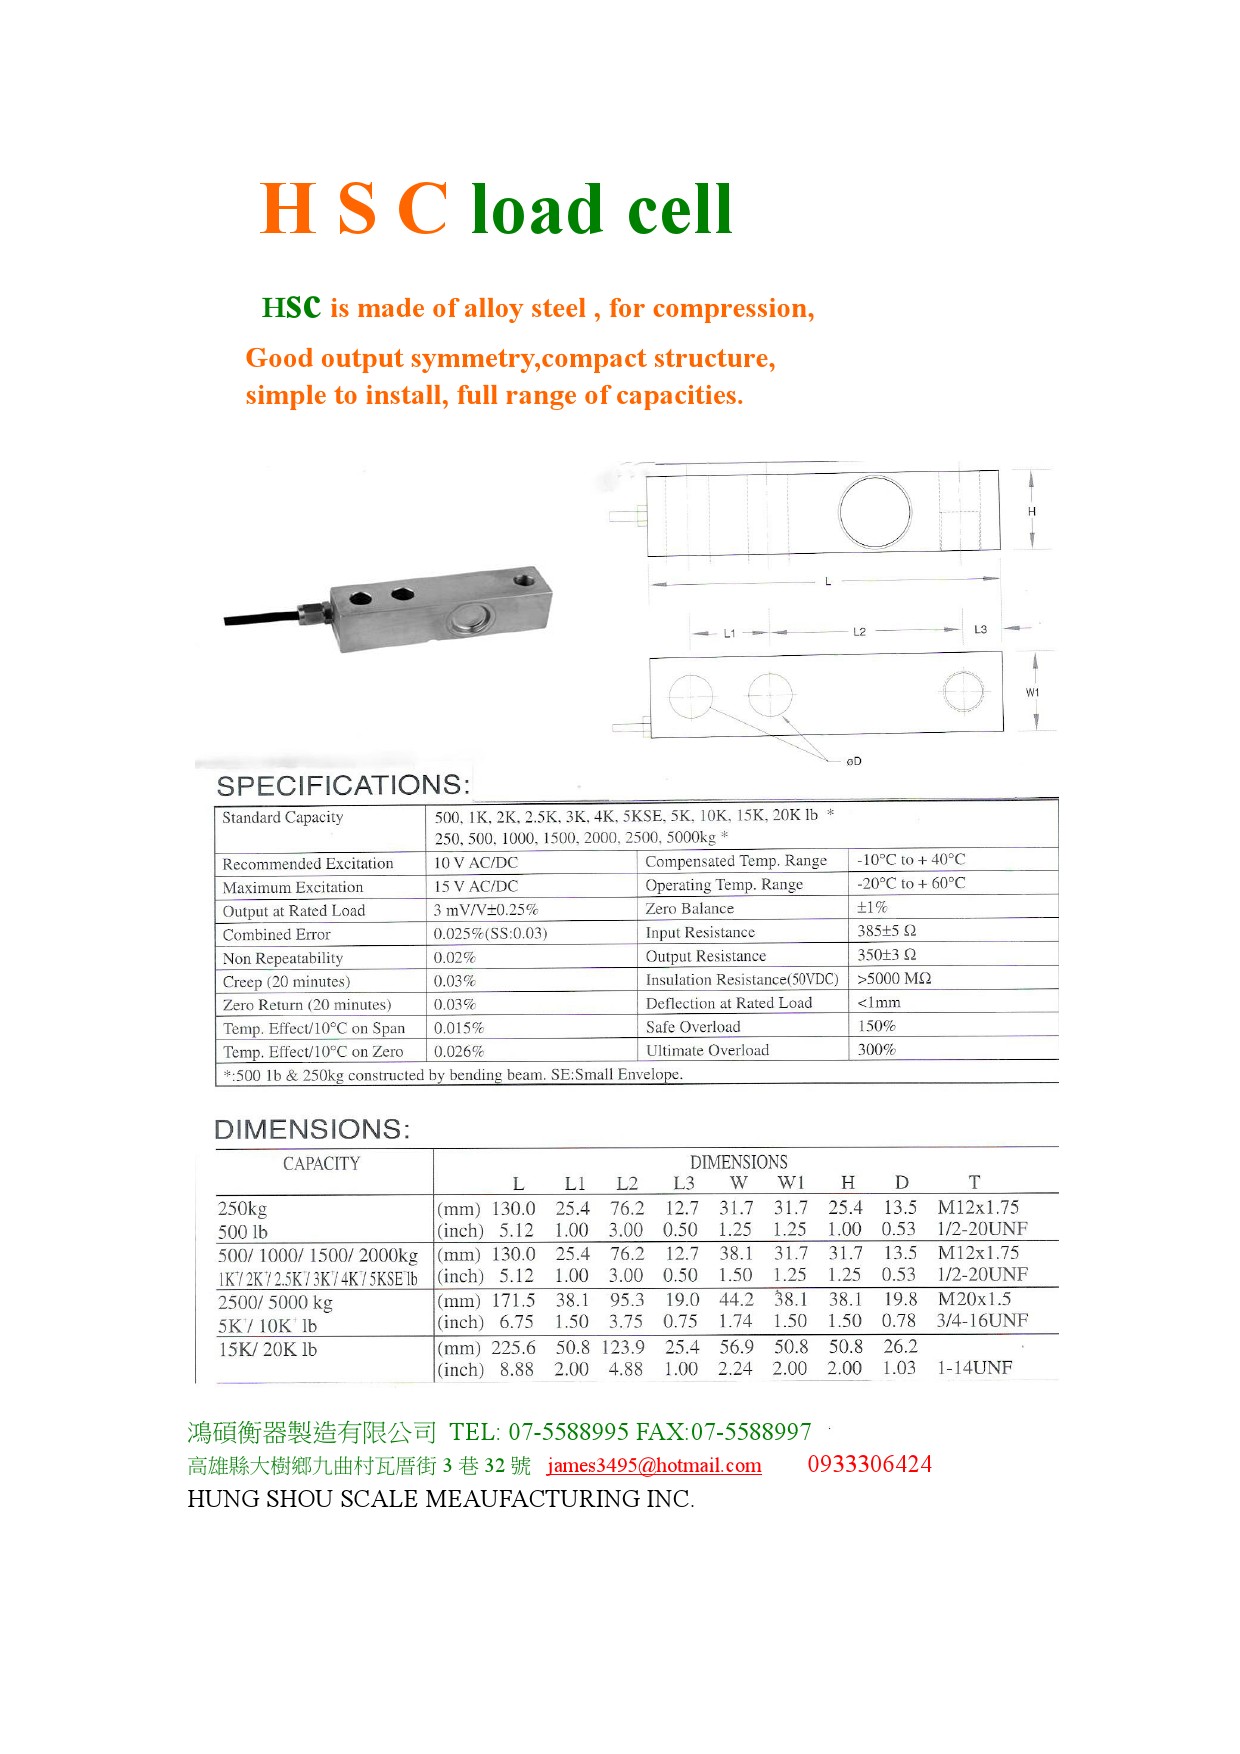 H S C load cell
HSC is made of alloy steel , for compression,
Good output symmetry,compact structure,
simple to install, full range of capacities.
H
L
L1 L2 L3
W1
øD
SPECIFICATIONS:
Standard Capacity 500, 1K, 2K, 2.5K, 3K, 4K, 5KSE, 5K, 10K, 15K, 20K lb *
250, 500, 1000, 1500, 2000, 2500, 5000kg *
Recommended Excitation 10 V AC/DC Compensated Temp. Range -10°C to + 40°C
Maximum Excitation 15 V AC/DC Operating Temp. Range -20°C to + 60°C
Output at Rated Load 3 mV/V±0.25% Zero Balance ±1%
Combined Error 0.025%(SS:0.03) Input Resistance 385±5 Ω
Non Repeatability 0.02% Output Resistance 350±3 Ω
Creep (20 minutes) 0.03% Insulation Resistance(50VDC) >5000 MΩ
Zero Return (20 minutes) 0.03% Deflection at Rated Load <1mm
Temp. Effect/10°C on Span 0.015% Safe Overload 150%
Temp. Effect/10°C on Zero 0.026% Ultimate Overload 300%
*:500 lb & 250kg constructed by bending beam. SE:Small Envelope.
DIMENSIONS:
CAPACITY DIMENSIONS
L L1 L2 L3 W W1 H D T
250kg (mm) 130.0 25.4 76.2 12.7 31.7 31.7 25.4 13.5 M12x1.75
500 lb (inch) 5.12 1.00 3.00 0.50 1.25 1.25 1.00 0.53 1/2-20UNF
500/ 1000/ 1500/ 2000kg (mm) 130.0 25.4 76.2 12.7 38.1 31.7 31.7 13.5 M12x1.75
1K / 2K / 2.5K / 3K / 4K / 5KSE lb (inch) 5.12 1.00 3.00 0.50 1.50 1.25 1.25 0.53 1/2-20UNF
2500/ 5000 kg (mm) 171.5 38.1 95.3 19.0 44.2 38.1 38.1 19.8 M20x1.5
5K / 10K lb (inch) 6.75 1.50 3.75 0.75 1.74 1.50 1.50 0.78 3/4-16UNF
15K/ 20K lb (mm) 225.6 50.8 123.9 25.4 56.9 50.8 50.8 26.2
(inch) 8.88 2.00 4.88 1.00 2.24 2.00 2.00 1.03 1-14UNF
鴻碩衡器製造有限公司 TEL: 07-5588995 FAX:07-5588997
高雄縣大樹鄉九曲村瓦厝街 3 巷 32 號 james3495@hotmail.com 0933306424
HUNG SHOU SCALE MEAUFACTURING INC.